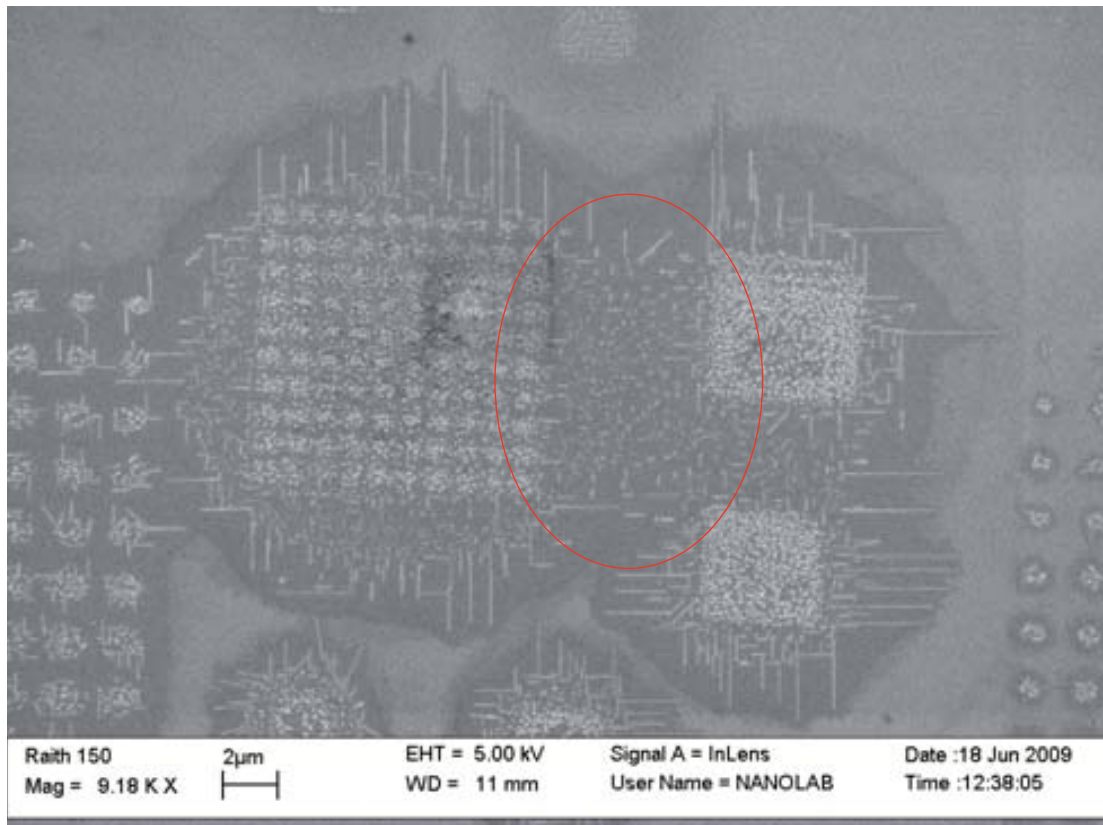 Raith 150
Mag = 9.18 K X
2µm
EHT = 5.00 kV
WD = 11 mm
Signal A = InLens
User Name = NANOLAB
Date :18 Jun 2009
Time :12:38:05